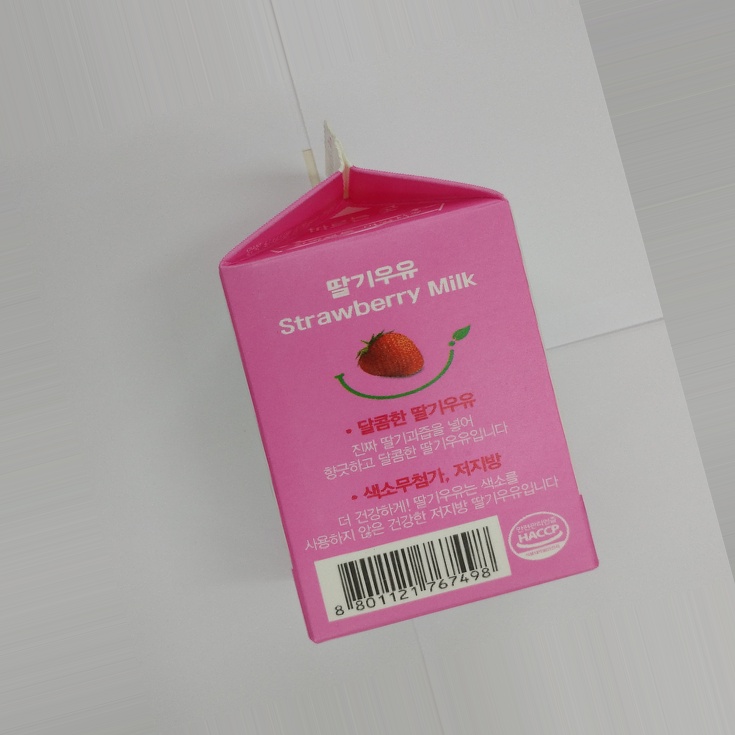 딸기우유
Strawberry Milk
• 달콤한 딸기우유
진짜 딸기과즙을 넣어
향긋하고 달콤한 딸기우유입니다
• 색소무첨가, 저지방
더 건강하게! 딸기우유는 색소를
사용하지 않은 건강한 저지방 딸기우유입니다
HACCP
8 801121 767498